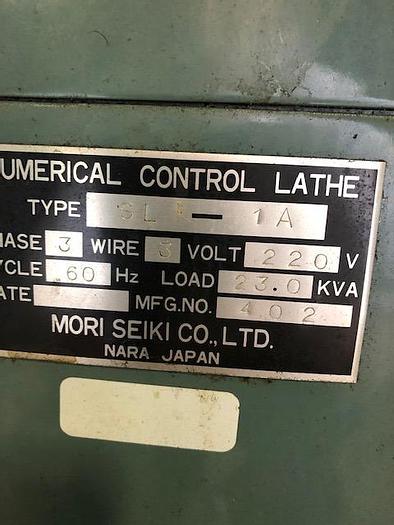 UMERICAL CONTROL LATHE
TYPE SL - 1A
HASE 3 WIRE 3 VOLT 220 V
YCLE 60 Hz LOAD 23.0 KVA
ATE MFG.NO. 402
MORI SEIKI CO.,LTD.
NARA JAPAN